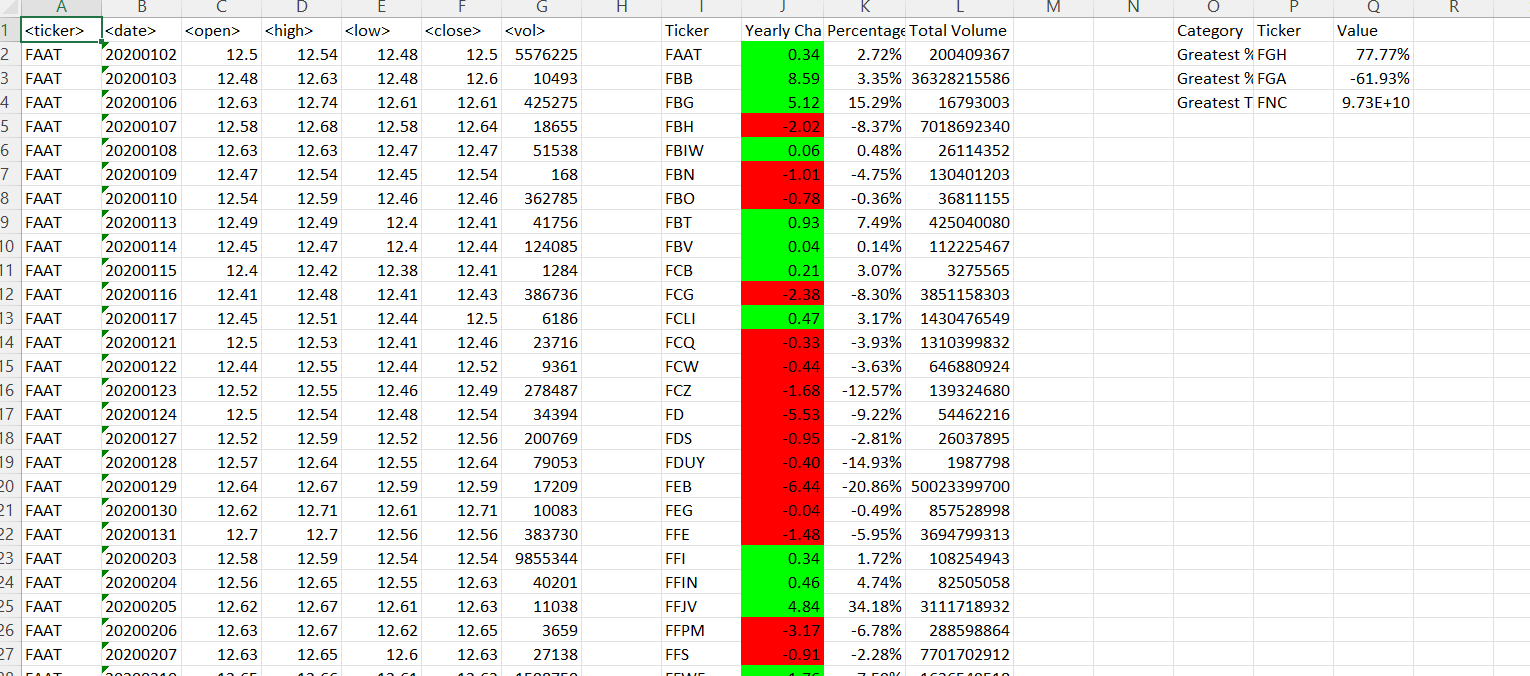 A B C D E F G H I J K L M N O P Q R
1 <ticker> <date> <open> <high> <low> <close> <vol> Ticker Yearly Cha Percentage Total Volume Category Ticker Value
2 FAAT 20200102 12.5 12.54 12.48 12.5 5576225 FAAT 0.34 2.72% 200409367 Greatest % FGH 77.77%
3 FAAT 20200103 12.48 12.63 12.48 12.6 10493 FBB 8.59 3.35% 36328215586 Greatest % FGA -61.93%
4 FAAT 20200106 12.63 12.74 12.61 12.61 425275 FBG 5.12 15.29% 16793003 Greatest T FNC 9.73E+10
5 FAAT 20200107 12.58 12.68 12.58 12.64 18655 FBH -2.02 -8.37% 7018692340
6 FAAT 20200108 12.63 12.63 12.47 12.47 51538 FBIW 0.06 0.48% 26114352
7 FAAT 20200109 12.47 12.54 12.45 12.54 168 FBN -1.01 -4.75% 130401203
8 FAAT 20200110 12.54 12.59 12.46 12.46 362785 FBO -0.78 -0.36% 36811155
9 FAAT 20200113 12.49 12.49 12.4 12.41 41756 FBT 0.93 7.49% 425040080
10 FAAT 20200114 12.45 12.47 12.4 12.44 124085 FBV 0.04 0.14% 112225467
11 FAAT 20200115 12.4 12.42 12.38 12.41 1284 FCB 0.21 3.07% 3275565
12 FAAT 20200116 12.41 12.48 12.41 12.43 386736 FCG -2.38 -8.30% 3851158303
13 FAAT 20200117 12.45 12.51 12.44 12.5 6186 FCLI 0.47 3.17% 1430476549
14 FAAT 20200121 12.5 12.53 12.41 12.46 23716 FCQ -0.33 -3.93% 1310399832
15 FAAT 20200122 12.44 12.55 12.44 12.52 9361 FCW -0.44 -3.63% 646880924
16 FAAT 20200123 12.52 12.55 12.46 12.49 278487 FCZ -1.68 -12.57% 139324680
17 FAAT 20200124 12.5 12.54 12.48 12.54 34394 FD -5.53 -9.22% 54462216
18 FAAT 20200127 12.52 12.59 12.52 12.56 200769 FDS -0.95 -2.81% 26037895
19 FAAT 20200128 12.57 12.64 12.55 12.64 79053 FDUY -0.40 -14.93% 1987798
20 FAAT 20200129 12.64 12.67 12.59 12.59 17209 FEB -6.44 -20.86% 50023399700
21 FAAT 20200130 12.62 12.71 12.61 12.71 10083 FEG -0.04 -0.49% 857528998
22 FAAT 20200131 12.7 12.7 12.56 12.56 383730 FFE -1.48 -5.95% 3694799313
23 FAAT 20200203 12.58 12.59 12.54 12.54 9855344 FFI 0.34 1.72% 108254943
24 FAAT 20200204 12.56 12.65 12.55 12.63 40201 FFIN 0.46 4.74% 82505058
25 FAAT 20200205 12.62 12.67 12.61 12.63 11038 FFJV 4.84 34.18% 3111718932
26 FAAT 20200206 12.63 12.67 12.62 12.65 3659 FFPM -3.17 -6.78% 288598864
27 FAAT 20200207 12.63 12.65 12.6 12.63 27138 FFS -0.91 -2.28% 7701702912